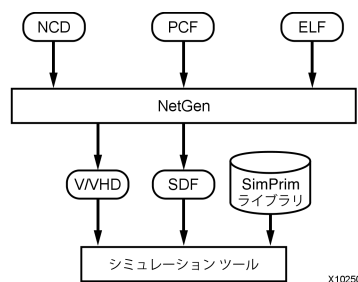 NCD
PCF
ELF
NetGen
V/VHD
SDF
SimPrim
ライブラリ
シミュレーション ツール
X10250